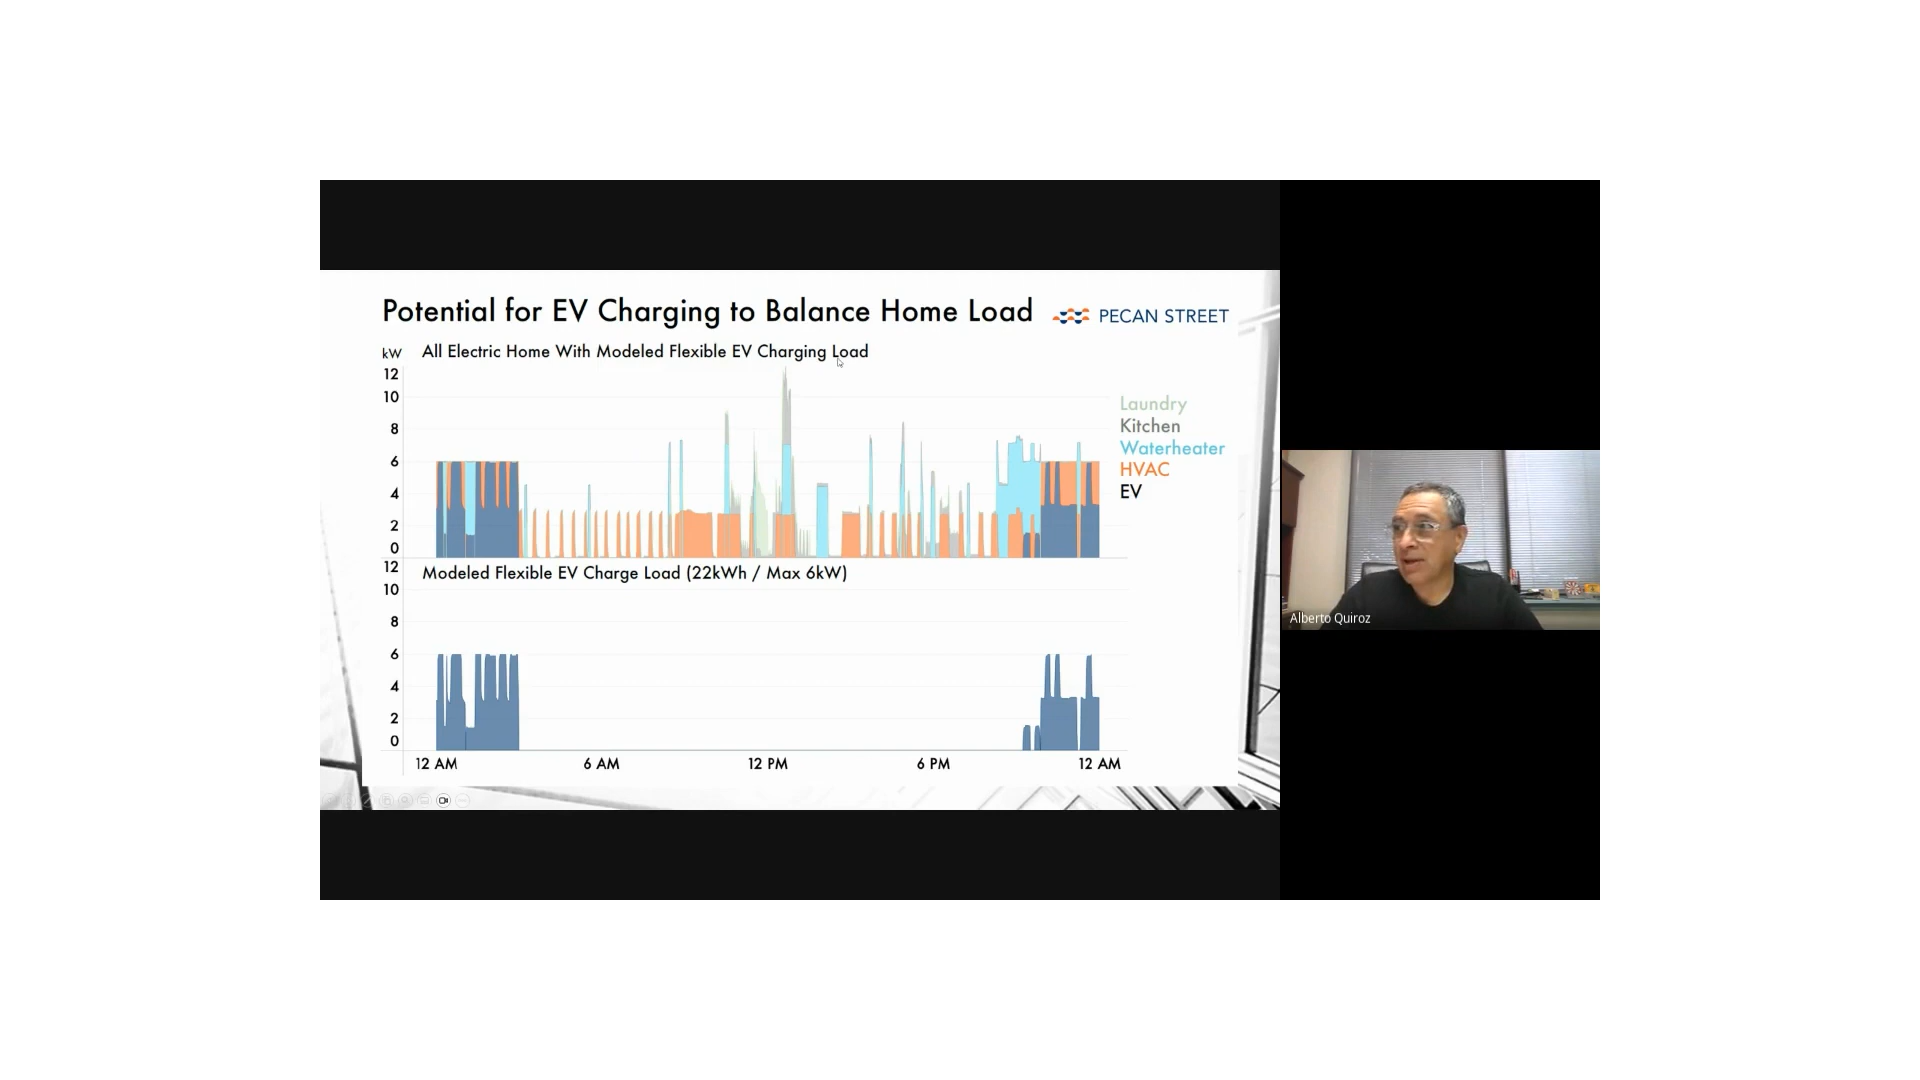 Potential for EV Charging to Balance Home Load
PECAN STREET
kW
All Electric Home With Modeled Flexible EV Charging Load
12
10
8
6
4
2
0
Laundry
Kitchen
Waterheater
HVAC
EV
12
Modeled Flexible EV Charge Load (22kWh / Max 6kW)
10
8
6
4
2
0
12 AM
6 AM
12 PM
6 PM
12 AM
Alberto Quiroz